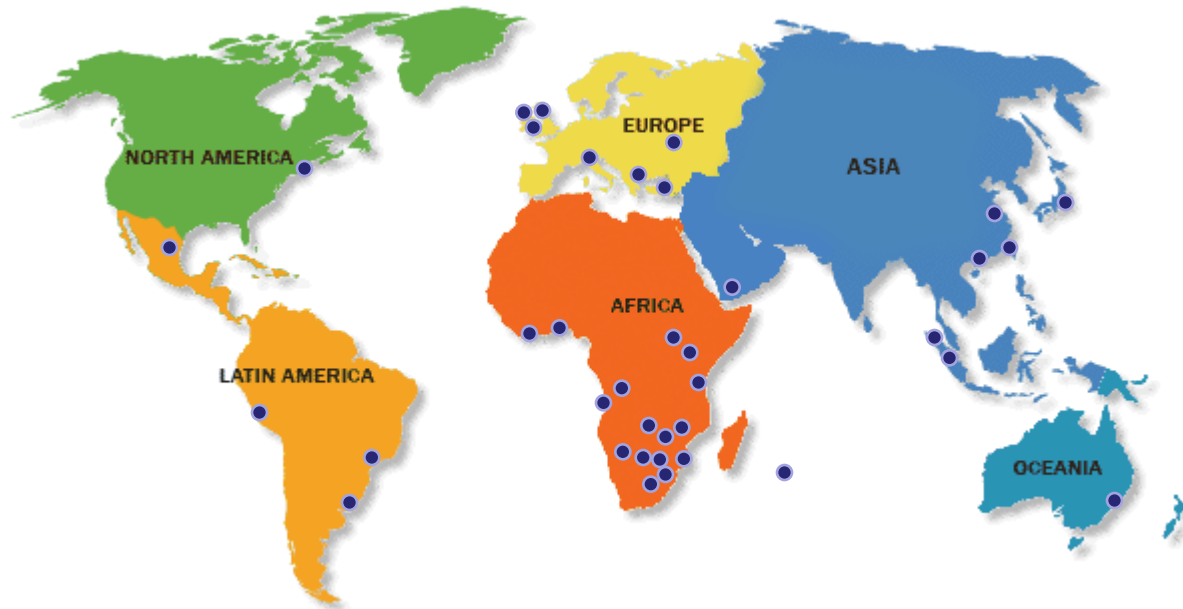 NORTH AMERICA
EUROPE
ASIA
AFRICA
LATIN AMERICA
OCEANIA